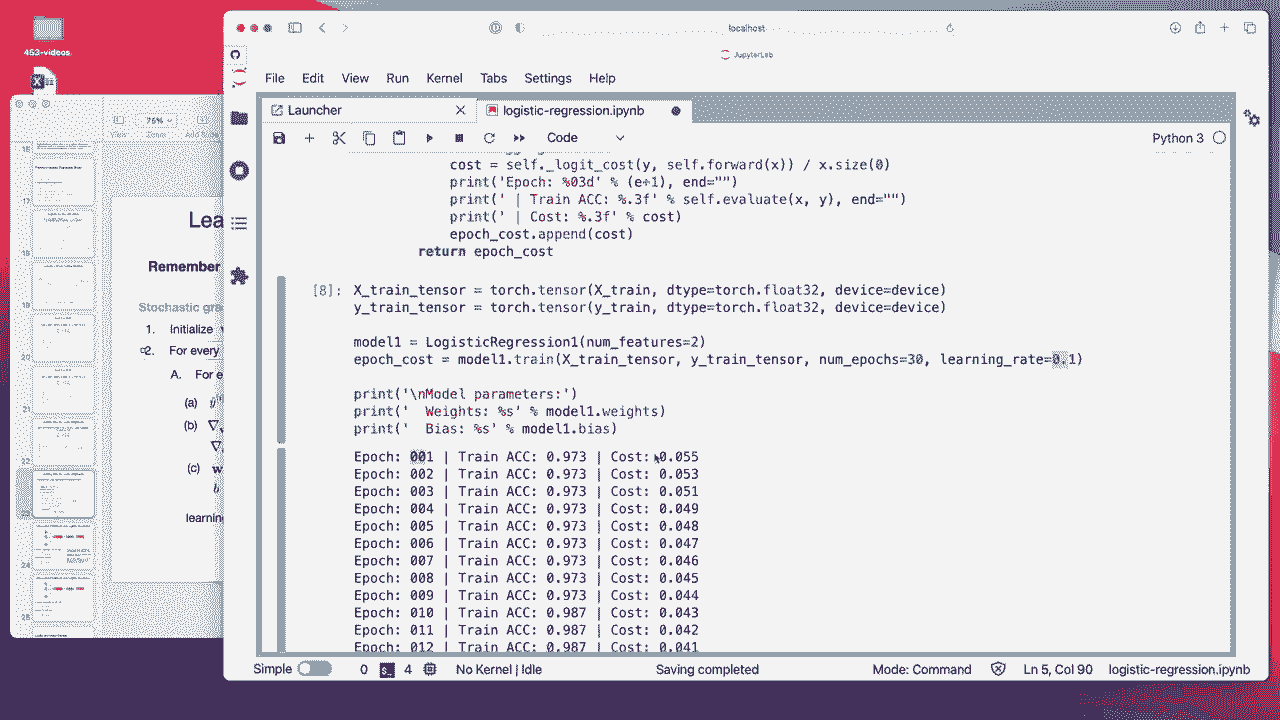 453-videos
localhost
JupyterLab
File Edit View Run Kernel Tabs Settings Help
Launcher
logistic-regression.ipynb
Code
Python 3
76%
cost = self._logit_cost(y, self.forward(x)) / x.size(0)
print('Epoch: %03d' % (e+1), end="")
print(' | Train ACC: %.3f' % self.evaluate(x, y), end="")
print(' | Cost: %.3f' % cost)
epoch_cost.append(cost)
return epoch_cost
[8]: X_train_tensor = torch.tensor(X_train, dtype=torch.float32, device=device)
y_train_tensor = torch.tensor(y_train, dtype=torch.float32, device=device)
model1 = LogisticRegression1(num_features=2)
epoch_cost = model1.train(X_train_tensor, y_train_tensor, num_epochs=30, learning_rate=0.1)
print('\nModel parameters:')
print('  Weights: %s' % model1.weights)
print('  Bias: %s' % model1.bias)
Epoch: 001 | Train ACC: 0.973 | Cost: 0.055
Epoch: 002 | Train ACC: 0.973 | Cost: 0.053
Epoch: 003 | Train ACC: 0.973 | Cost: 0.051
Epoch: 004 | Train ACC: 0.973 | Cost: 0.049
Epoch: 005 | Train ACC: 0.973 | Cost: 0.048
Epoch: 006 | Train ACC: 0.973 | Cost: 0.047
Epoch: 007 | Train ACC: 0.973 | Cost: 0.046
Epoch: 008 | Train ACC: 0.973 | Cost: 0.045
Epoch: 009 | Train ACC: 0.973 | Cost: 0.044
Epoch: 010 | Train ACC: 0.987 | Cost: 0.043
Epoch: 011 | Train ACC: 0.987 | Cost: 0.042
Epoch: 012 | Train ACC: 0.987 | Cost: 0.041
Lea
Remember
Stochastic gra
1. Initialize
2. For every
A. For e
(a)
(b)
(c)
learning
Simple 0 4 No Kernel | Idle Saving completed Mode: Command Ln 5, Col 90 logistic-regression.ipynb